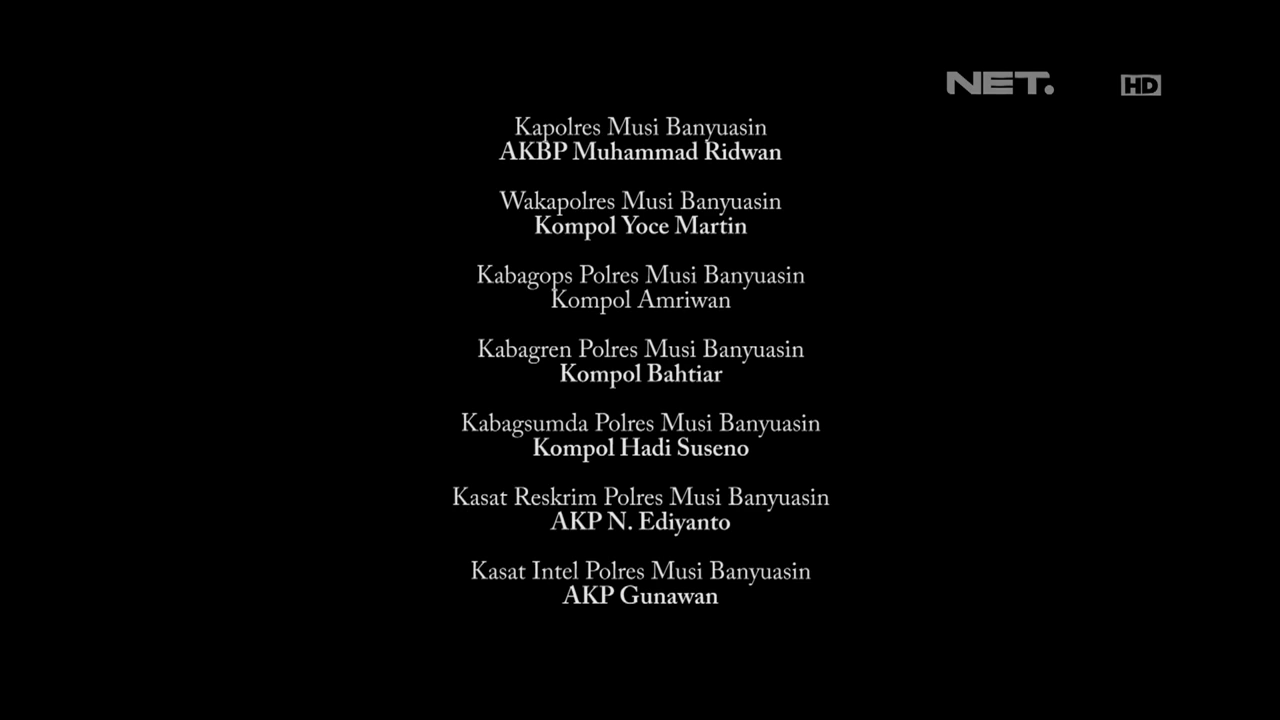 NET.
HD
Kapolres Musi Banyuasin
AKBP Muhammad Ridwan
Wakapolres Musi Banyuasin
Kompol Yoce Martin
Kabagops Polres Musi Banyuasin
Kompol Amriwan
Kabagren Polres Musi Banyuasin
Kompol Bahtiar
Kabagsumda Polres Musi Banyuasin
Kompol Hadi Suseno
Kasat Reskrim Polres Musi Banyuasin
AKP N. Ediyanto
Kasat Intel Polres Musi Banyuasin
AKP Gunawan